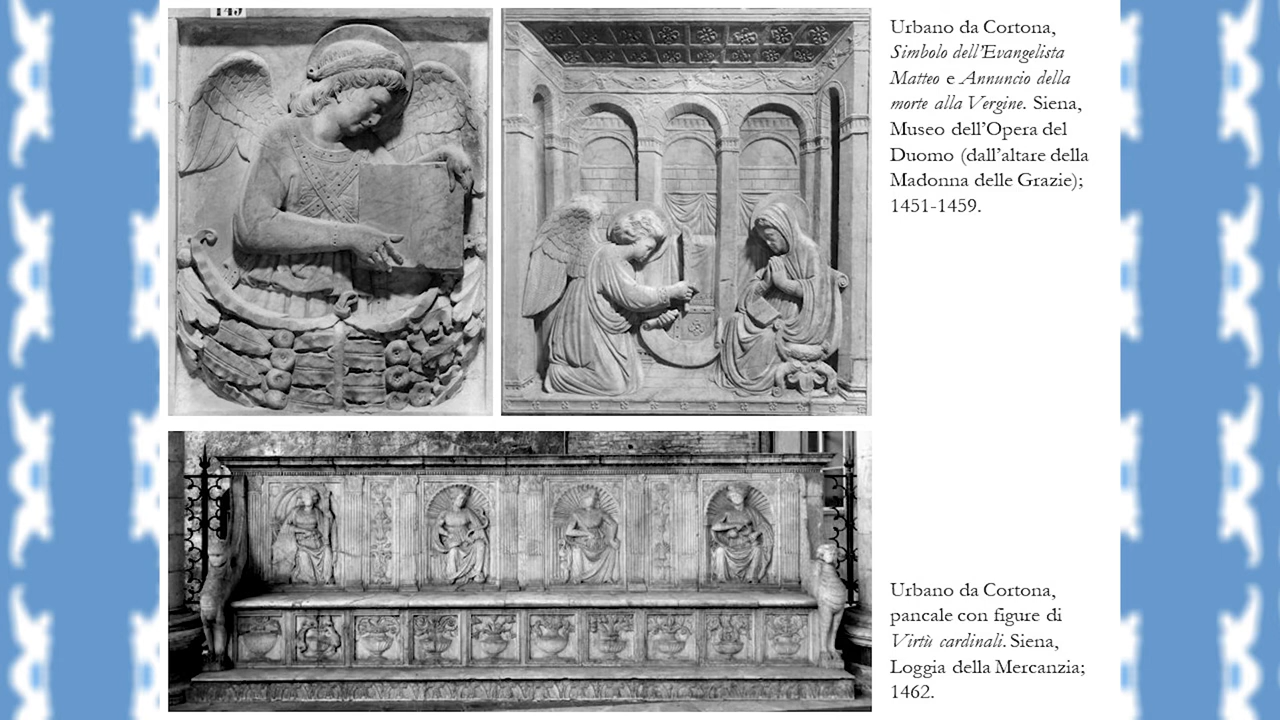 Urbano da Cortona,
Simbolo dell'Evangelista
Matteo e Annuncio della
morte alla Vergine. Siena,
Museo dell'Opera del
Duomo (dall'altare della
Madonna delle Grazie);
1451-1459.
Urbano da Cortona,
pancale con figure di
Virtù cardinali. Siena,
Loggia della Mercanzia;
1462.